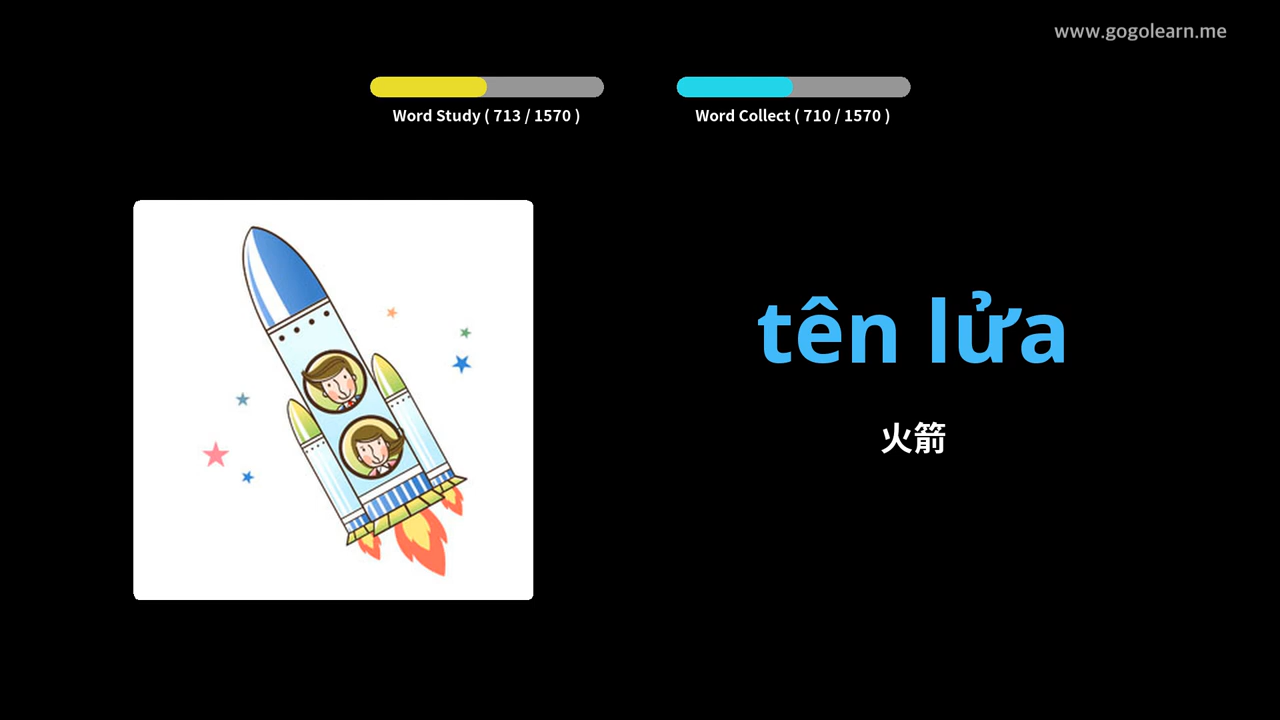 www.gogolearn.me
Word Study ( 713 / 1570 )
Word Collect ( 710 / 1570 )
tên lửa
火箭